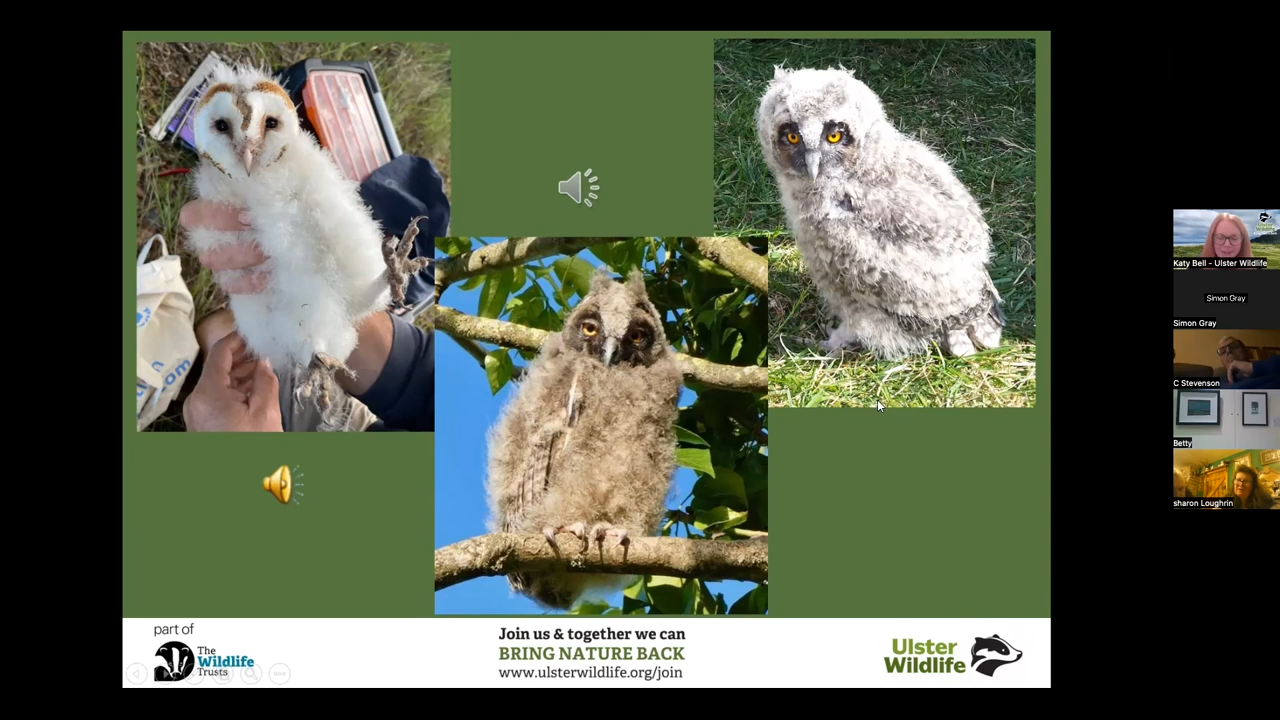 .com
part of
The
Wildlife
Trusts
Join us & together we can
BRING NATURE BACK
www.ulsterwildlife.org/join
Ulster
Wildlife
Katy Bell - Ulster Wildlife
Simon Gray
Simon Gray
C Stevenson
Betty
sharon Loughrin